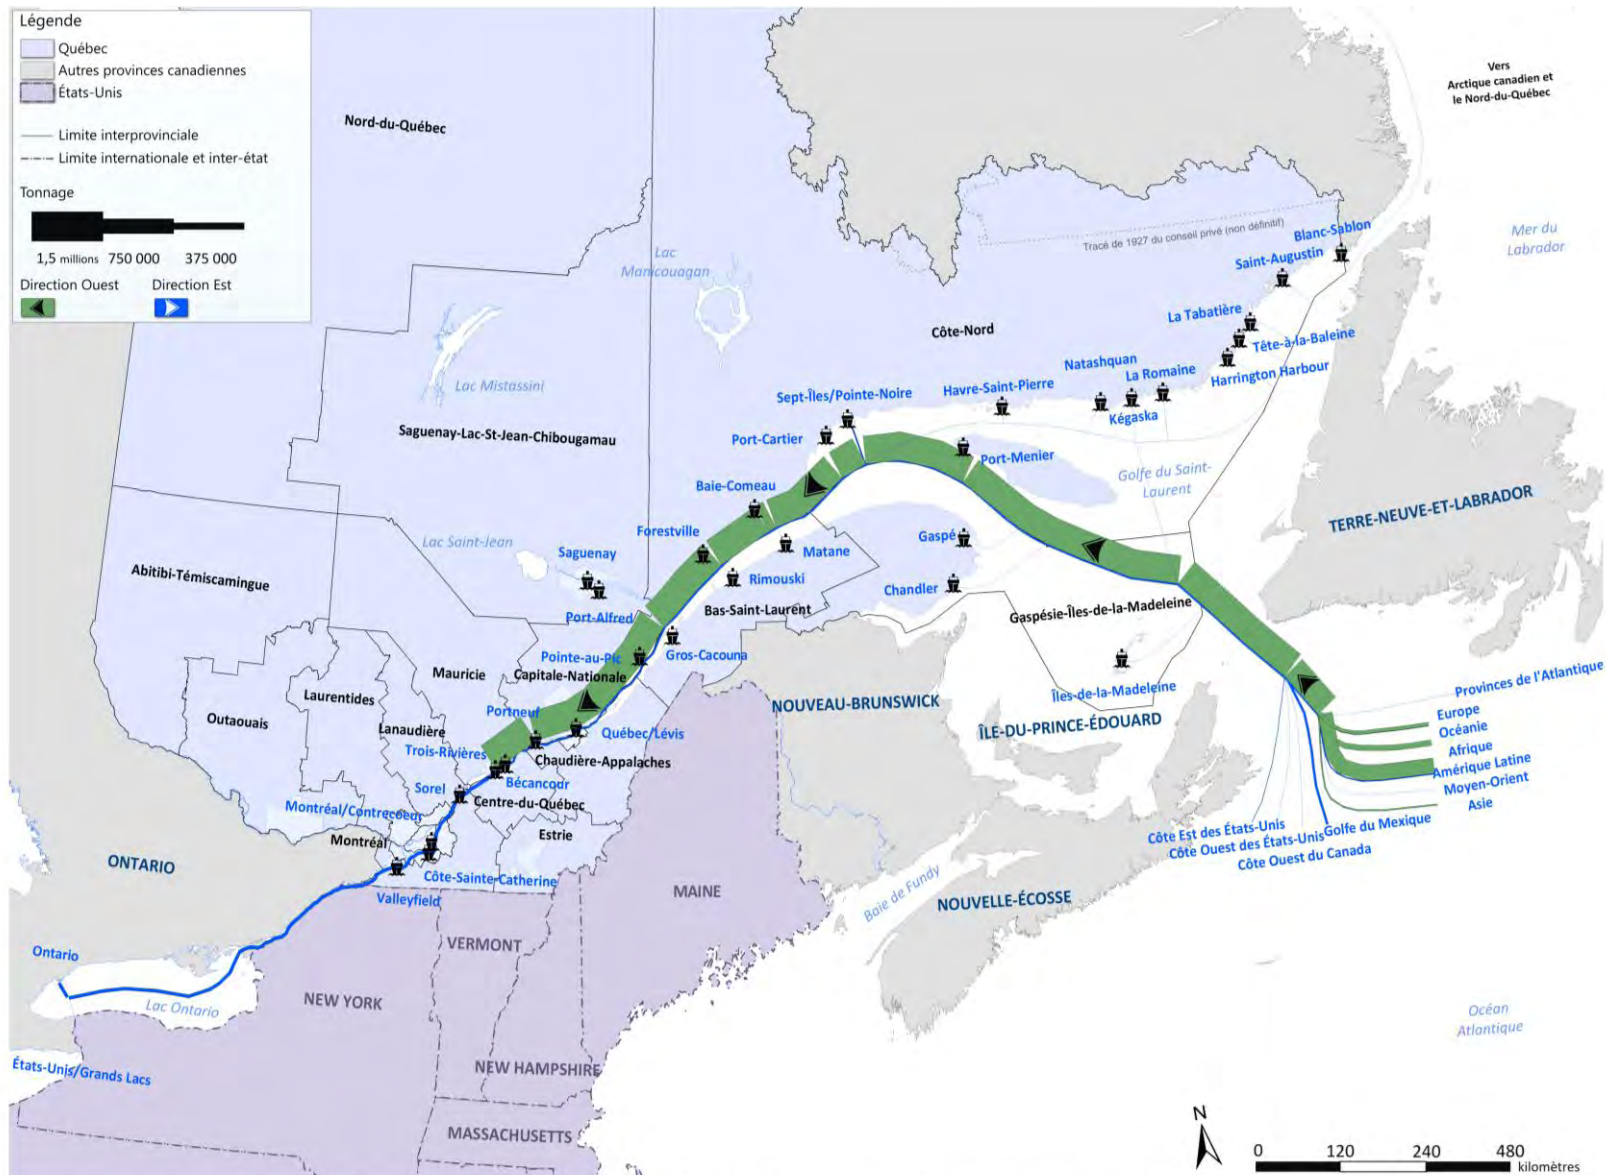 Légende
Québec
Autres provinces canadiennes
États-Unis
Limite interprovinciale
Limite internationale et inter-état
Tonnage
1,5 millions 750 000 375 000
Direction Ouest Direction Est
Vers
Arctique canadien et
le Nord-du-Québec
Nord-du-Québec
Tracé de 1927 du conseil privé (non définitif)
Blanc-Sablon
Saint-Augustin
Mer du
Labrador
Lac
Manicouagan
La Tabatière
Tête-à-la-Baleine
Harrington Harbour
Côte-Nord
Natashquan
La Romaine
Kégaska
Havre-Saint-Pierre
Sept-Îles/Pointe-Noire
Lac Mistassini
Saguenay-Lac-St-Jean-Chibougamau
Port-Cartier
Port-Menier
Golfe du Saint-
Laurent
Baie-Comeau
TERRE-NEUVE-ET-LABRADOR
Forestville
Lac Saint-Jean
Saguenay
Matane
Gaspé
Abitibi-Témiscamingue
Rimouski
Chandler
Port-Alfred
Bas-Saint-Laurent
Gaspésie-Îles-de-la-Madeleine
Pointe-au-Pic
Gros-Cacouna
Mauricie
Capitale-Nationale
Laurentides
Îles-de-la-Madeleine
Provinces de l'Atlantique
Outaouais
Lanaudière
Portneuf
NOUVEAU-BRUNSWICK
ÎLE-DU-PRINCE-ÉDOUARD
Europe
Océanie
Afrique
Amérique Latine
Moyen-Orient
Asie
Québec/Lévis
Trois-Rivières
Chaudière-Appalaches
Bécancour
Sorel
Centre-du-Québec
Montréal/Contrecoeur
Montréal
Estrie
Côte Est des États-Unis
Golfe du Mexique
Côte Ouest des États-Unis
Côte Ouest du Canada
ONTARIO
Côte-Sainte-Catherine
Valleyfield
MAINE
Baie de Fundy
NOUVELLE-ÉCOSSE
VERMONT
Ontario
NEW YORK
Lac Ontario
Océan
Atlantique
États-Unis/Grands Lacs
NEW HAMPSHIRE
MASSACHUSETTS
N
0 120 240 480
kilomètres